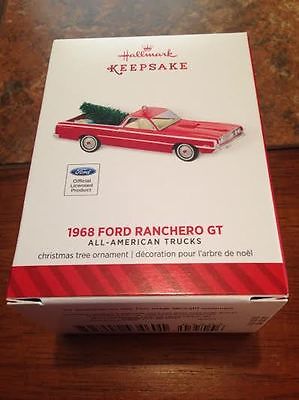 Hallmark
KEEPSAKE
Ford
Official
Licensed
Product
1968 FORD RANCHERO GT
ALL-AMERICAN TRUCKS
christmas tree ornament | décoration pour l'arbre de noël